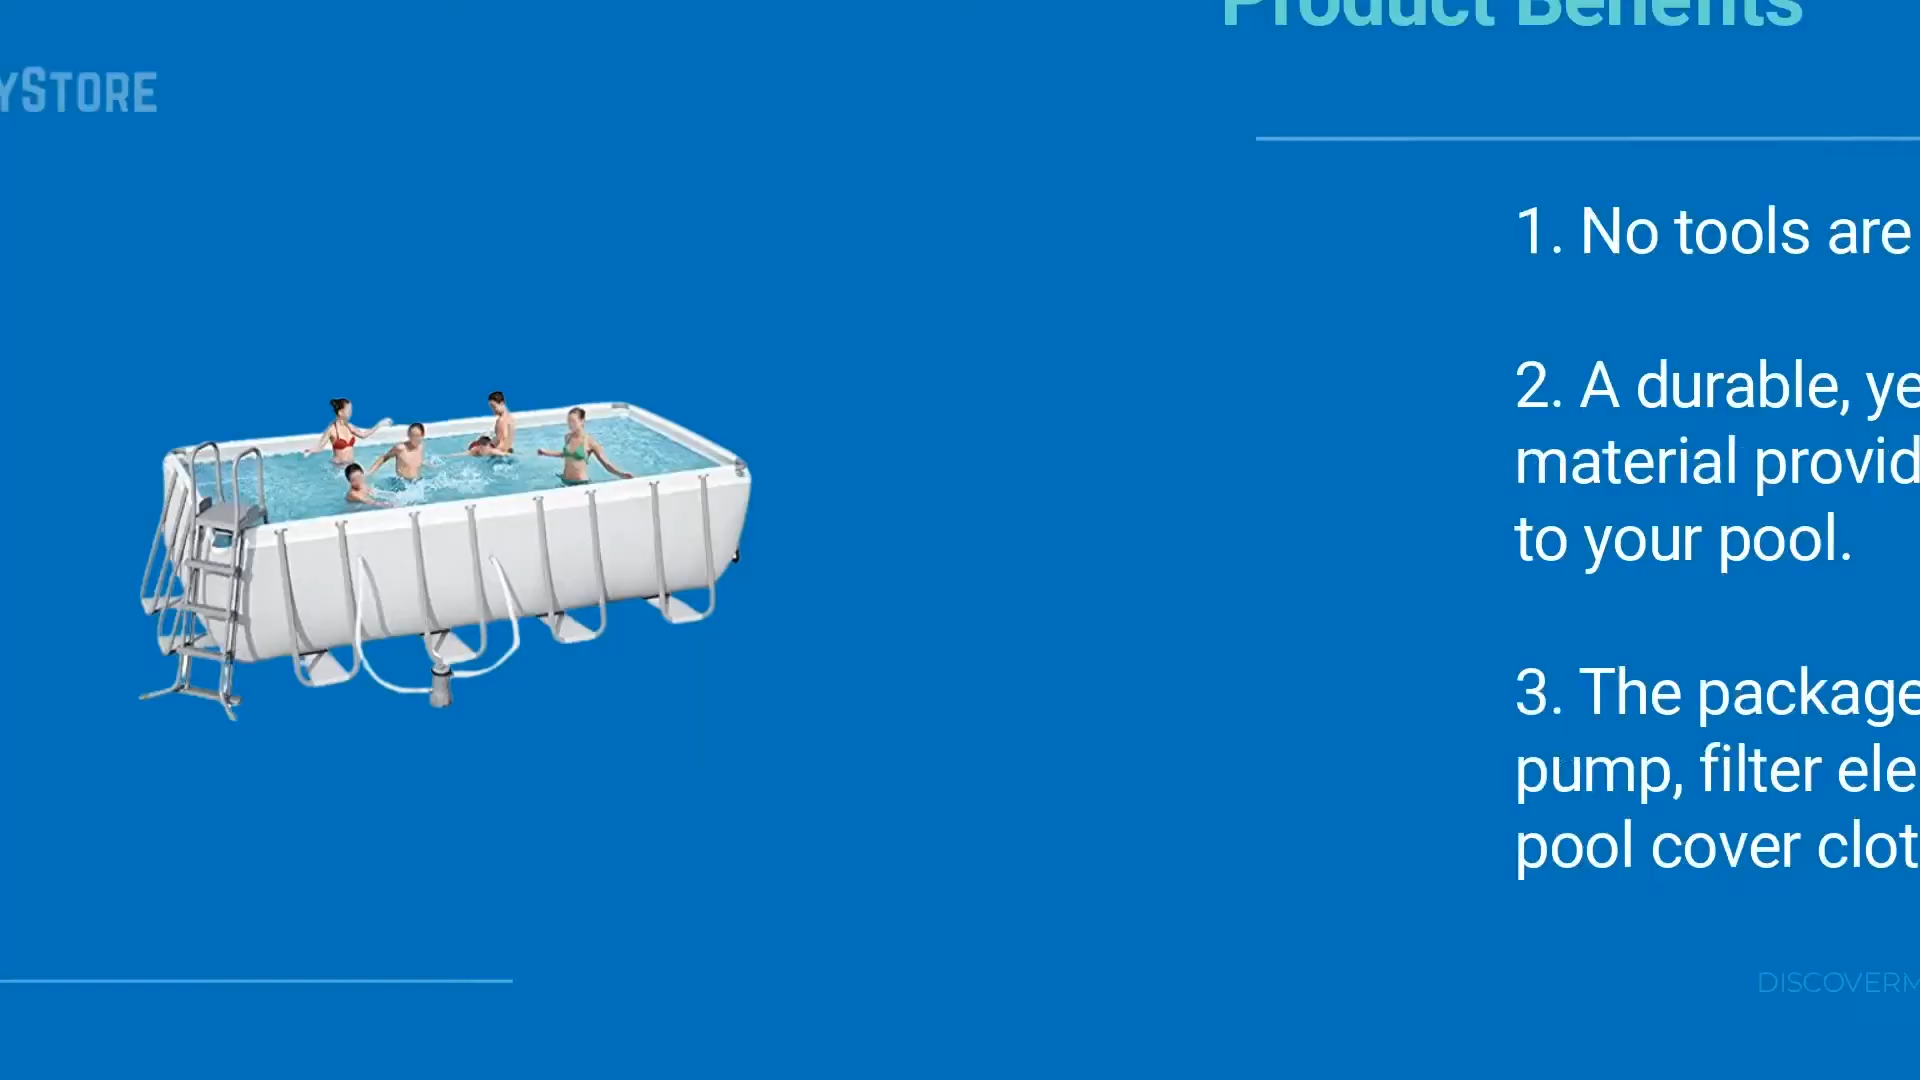 Product Benefits
YSTORE
1. No tools are
2. A durable, ye
material provid
to your pool.
3. The package
pump, filter ele
pool cover clot
DISCOVERM